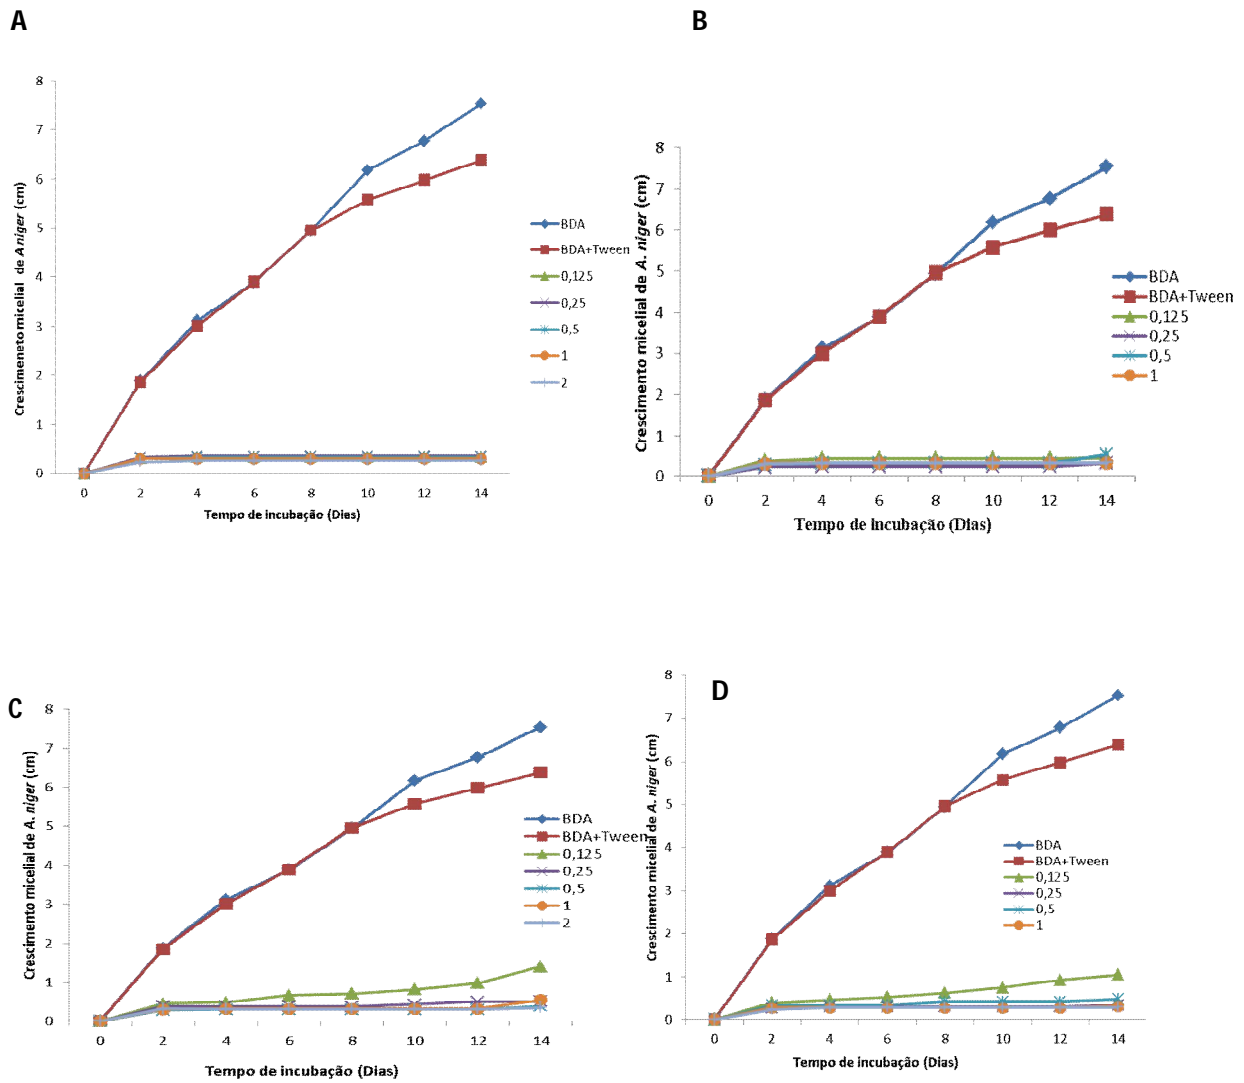 A
8
7
6
5
4
3
2
1
0
Crescimeneto micelial de A niger (cm)
0 2 4 6 8 10 12 14
Tempo de incubação (Dias)
BDA
BDA+Tween
0,125
0,25
0,5
1
2
B
8
7
6
5
4
3
2
1
0
Crescimento micelial de A. niger (cm)
0 2 4 6 8 10 12 14
Tempo de incubação (Dias)
BDA
BDA+Tween
0,125
0,25
0,5
1
C
8
7
6
5
4
3
2
1
0
Crescimento micelial de A. niger (cm)
0 2 4 6 8 10 12 14
Tempo de incubação (Dias)
BDA
BDA+Tween
0,125
0,25
0,5
1
2
D
8
7
6
5
4
3
2
1
0
Crescimento micelial de A. niger (cm)
0 2 4 6 8 10 12 14
Tempo de incubação (Dias)
BDA
BDA+Tween
0,125
0,25
0,5
1